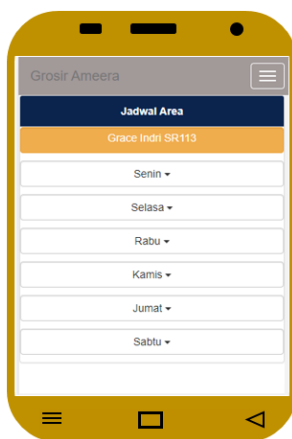 Grosir Ameera
Jadwal Area
Grace Indri SR113
Senin
Selasa
Rabu
Kamis
Jumat
Sabtu